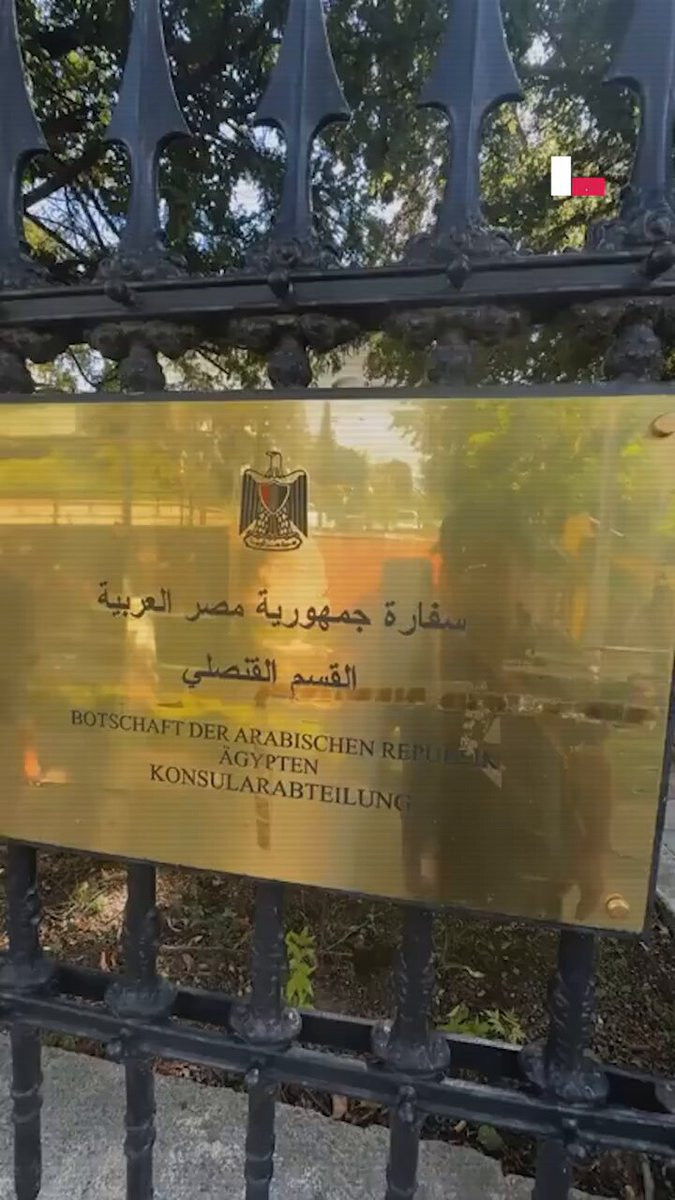 سفارة جمهورية مصر العربية
القسم القنصلي
BOTSCHAFT DER ARABISCHEN REPUBLIK
ÄGYPTEN
KONSULARABTEILUNG